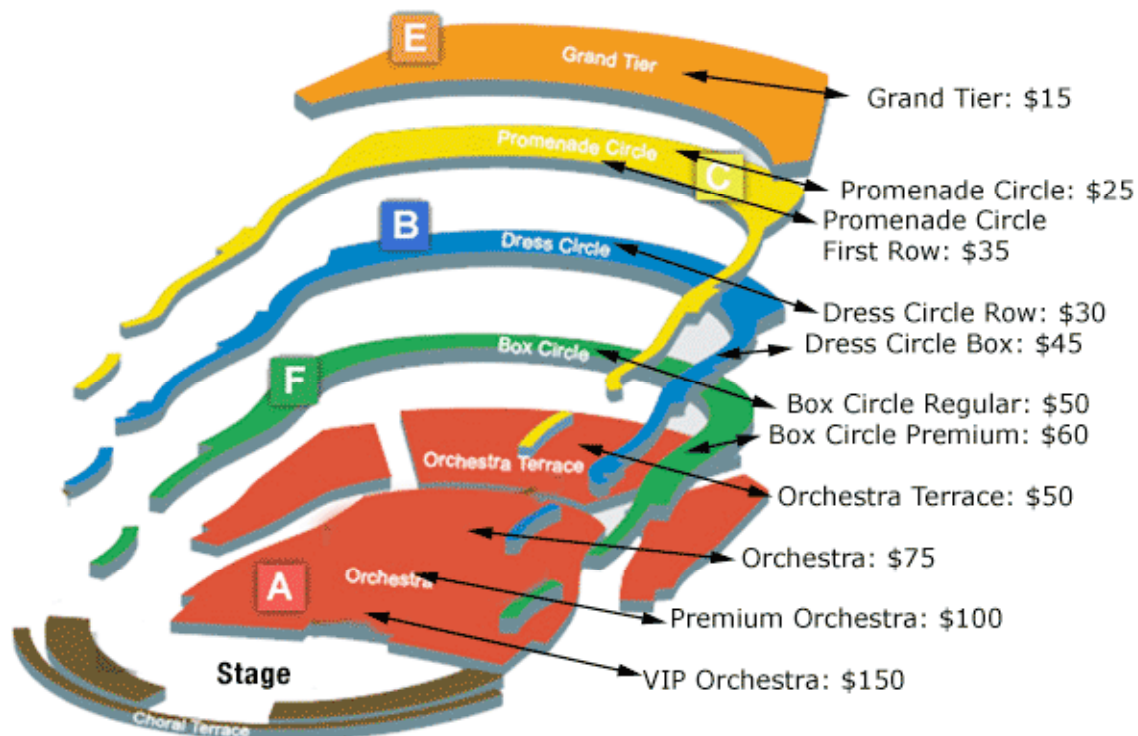 E
Grand Tier
Grand Tier: $15
Promenade Circle
C
Promenade Circle: $25
Promenade Circle
First Row: $35
B
Dress Circle
Dress Circle Row: $30
Dress Circle Box: $45
Box Circle
F
Box Circle Regular: $50
Box Circle Premium: $60
Orchestra Terrace
Orchestra Terrace: $50
Orchestra: $75
A
Orchestra
Premium Orchestra: $100
Stage
VIP Orchestra: $150
Choral Terrace